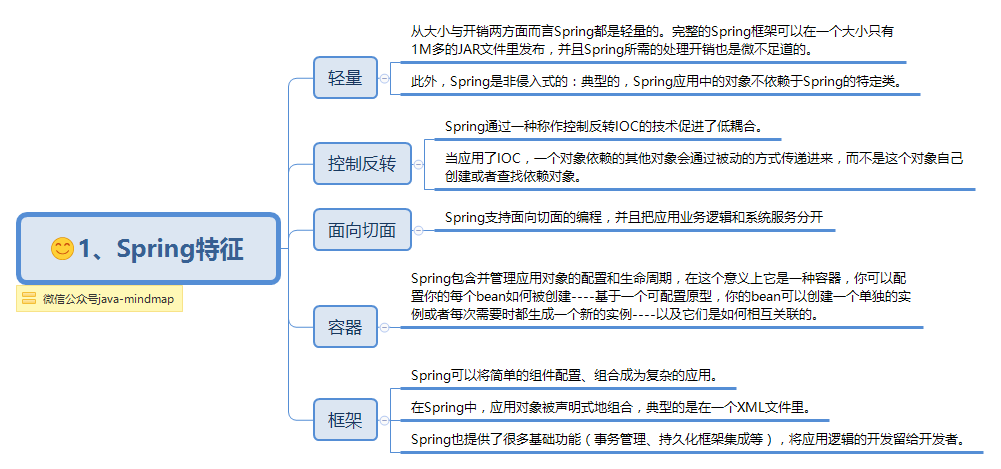 1、Spring特征
微信公众号java-mindmap
轻量
从大小与开销两方面而言Spring都是轻量的。完整的Spring框架可以在一个大小只有
1M多的JAR文件里发布，并且Spring所需的处理开销也是微不足道的。
此外，Spring是非侵入式的：典型的，Spring应用中的对象不依赖于Spring的特定类。
控制反转
Spring通过一种称作控制反转IOC的技术促进了低耦合。
当应用了IOC，一个对象依赖的其他对象会通过被动的方式传递进来，而不是这个对象自己
创建或者查找依赖对象。
面向切面
Spring支持面向切面的编程，并且把应用业务逻辑和系统服务分开
容器
Spring包含并管理应用对象的配置和生命周期，在这个意义上它是一种容器，你可以配
置你的每个bean如何被创建----基于一个可配置原型，你的bean可以创建一个单独的实
例或者每次需要时都生成一个新的实例----以及它们是如何相互关联的。
框架
Spring可以将简单的组件配置、组合成为复杂的应用。
在Spring中，应用对象被声明式地组合，典型的是在一个XML文件里。
Spring也提供了很多基础功能（事务管理、持久化框架集成等），将应用逻辑的开发留给开发者。